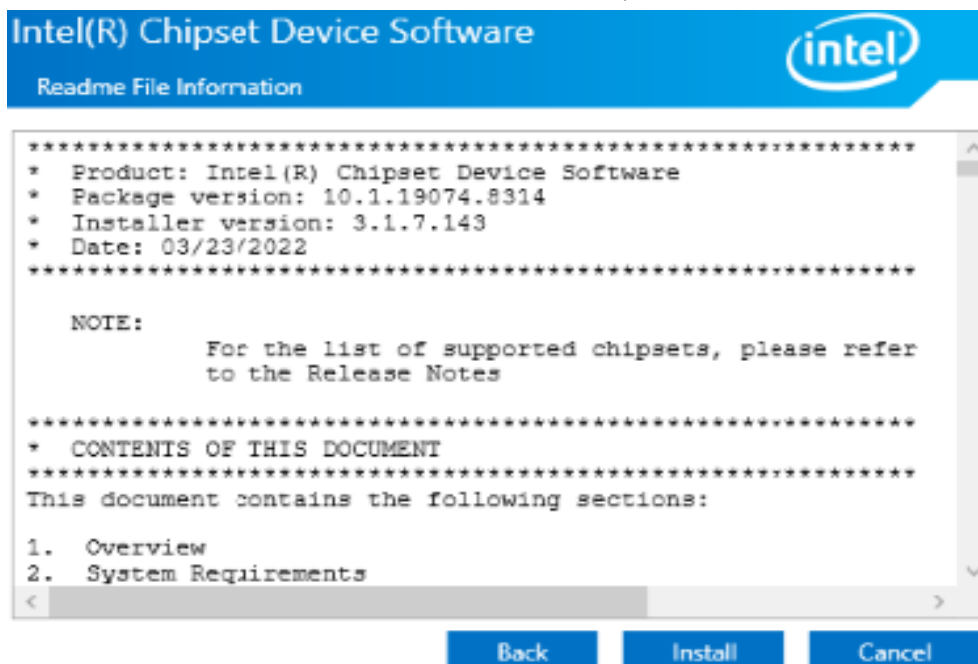 Intel(R) Chipset Device Software
intel
Readme File Information
************************************************************
*   Product: Intel(R) Chipset Device Software
*   Package version: 10.1.19074.8314
*   Installer version: 3.1.7.143
*   Date: 03/23/2022
************************************************************
NOTE:
For the list of supported chipsets, please refer
to the Release Notes
************************************************************
*   CONTENTS OF THIS DOCUMENT
************************************************************
This document contains the following sections:
1.  Overview
2.  System Requirements
Back
Install
Cancel